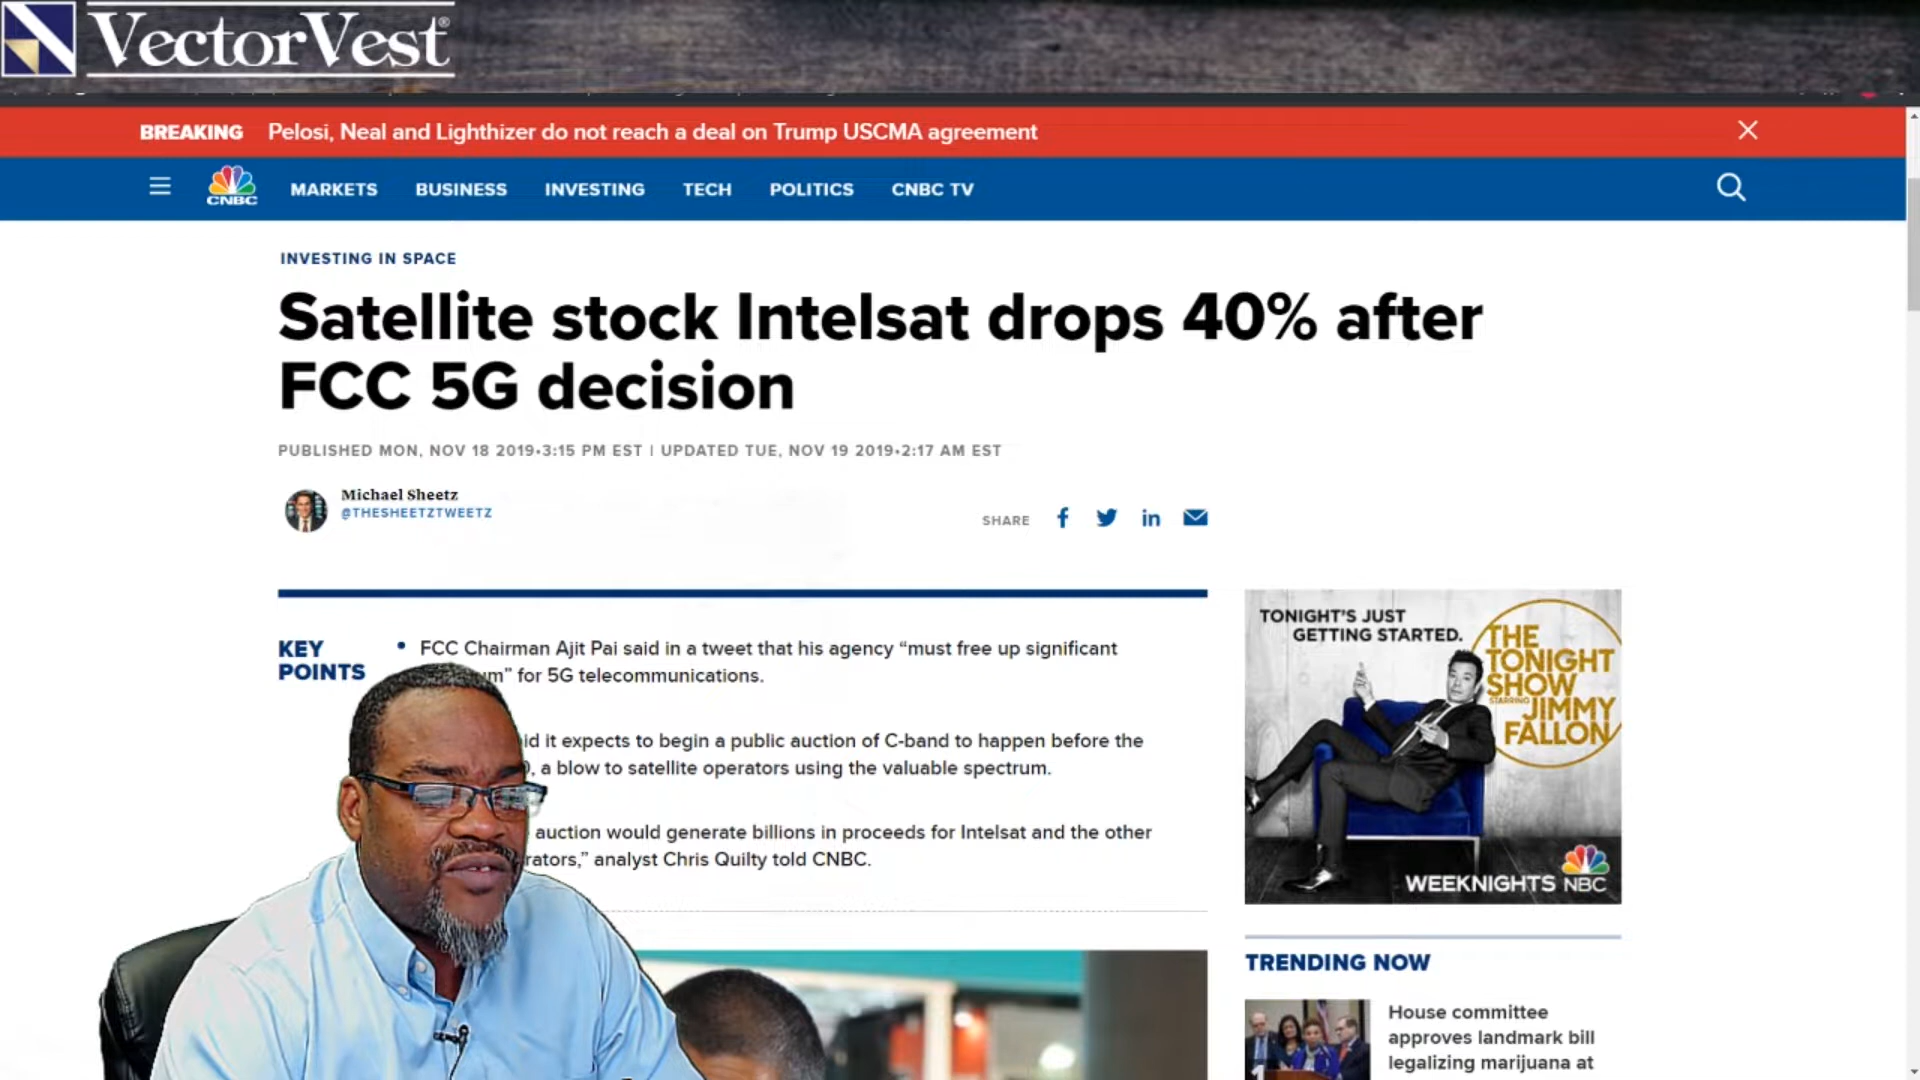 VectorVest®
BREAKING Pelosi, Neal and Lighthizer do not reach a deal on Trump USCMA agreement
CNBC MARKETS BUSINESS INVESTING TECH POLITICS CNBC TV
INVESTING IN SPACE
Satellite stock Intelsat drops 40% after
FCC 5G decision
PUBLISHED MON, NOV 18 2019•3:15 PM EST | UPDATED TUE, NOV 19 2019•2:17 AM EST
Michael Sheetz
@THESHEETZTWEETZ
SHARE
KEY
POINTS
• FCC Chairman Ajit Pai said in a tweet that his agency “must free up significant
” for 5G telecommunications.
it expects to begin a public auction of C-band to happen before the
, a blow to satellite operators using the valuable spectrum.
auction would generate billions in proceeds for Intelsat and the other
,” analyst Chris Quilty told CNBC.
TONIGHT'S JUST
GETTING STARTED.
THE
TONIGHT
SHOW
STARRING
JIMMY
FALLON
WEEKNIGHTS NBC
TRENDING NOW
House committee
approves landmark bill
legalizing marijuana at
1